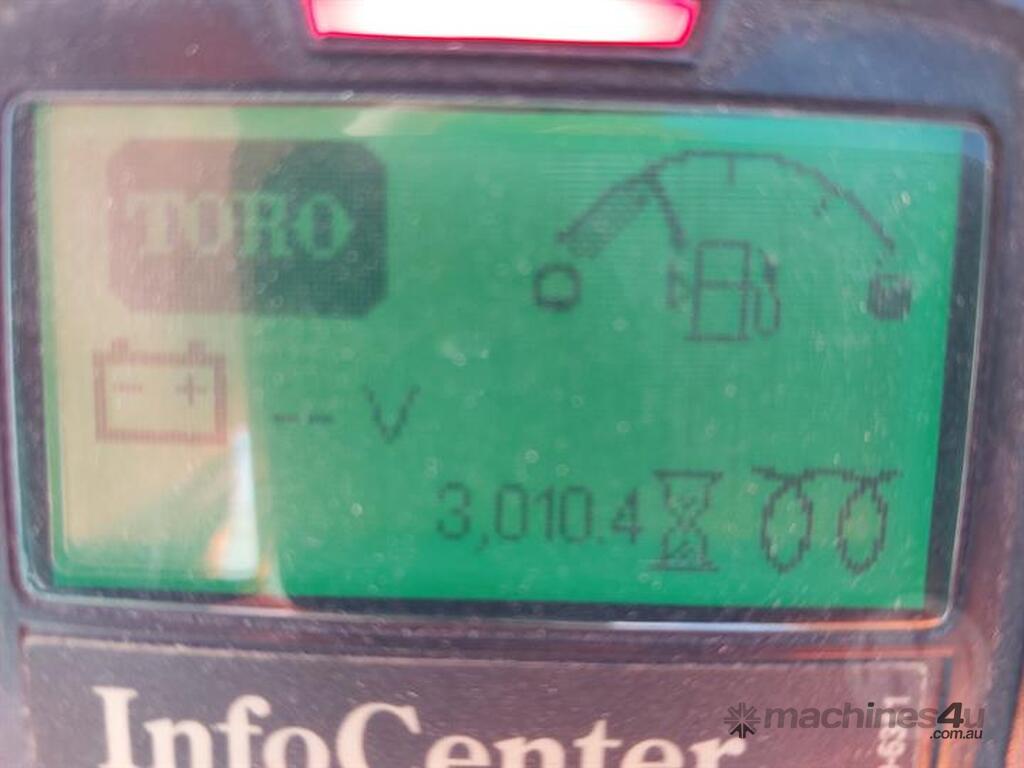 TORO
- +
-- V
3,010.4
InfoCenter
machines4u
.com.au